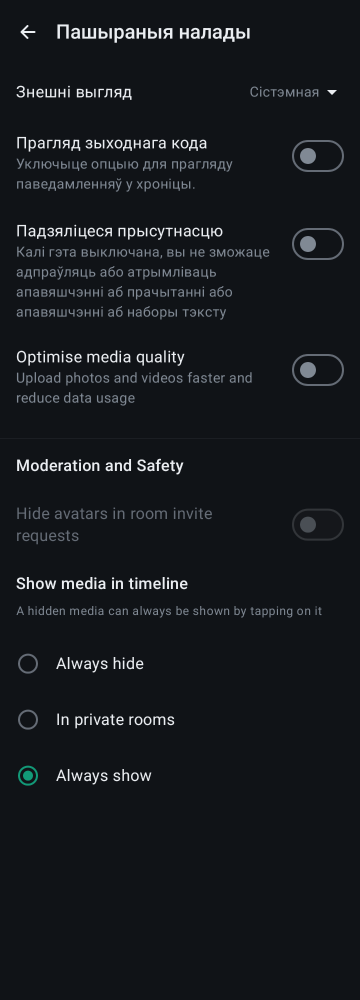 Пашыраныя налады
Знешні выгляд
Сістэмная
Прагляд зыходнага кода
Уключыце опцыю для прагляду
паведамленняў у хроніцы.
Падзяліцеся прысутнасцю
Калі гэта выключана, вы не зможаце
адпраўляць або атрымліваць
апавяшчэнні аб прачытанні або
апавяшчэнні аб наборы тэксту
Optimise media quality
Upload photos and videos faster and
reduce data usage
Moderation and Safety
Hide avatars in room invite
requests
Show media in timeline
A hidden media can always be shown by tapping on it
Always hide
In private rooms
Always show